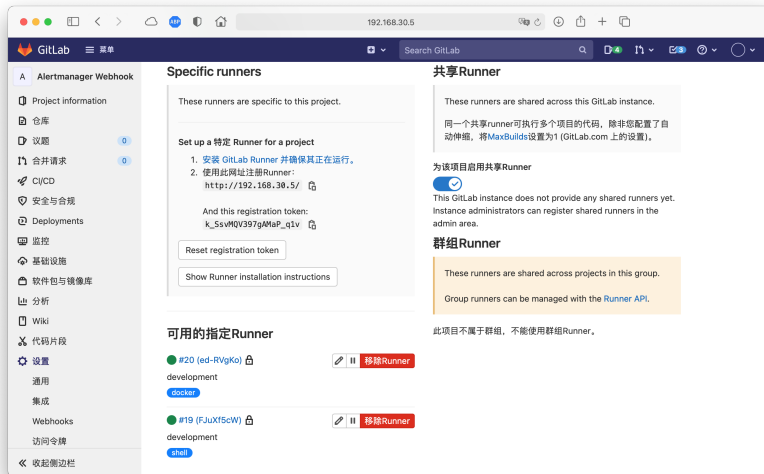 ABP
192.168.30.5
GitLab
菜单
Search GitLab
4
3
A
Alertmanager Webhook
Project information
仓库
议题
0
合并请求
0
CI/CD
安全与合规
Deployments
监控
基础设施
软件包与镜像库
分析
Wiki
代码片段
设置
通用
集成
Webhooks
访问令牌
收起侧边栏
Specific runners
These runners are specific to this project.
Set up a 特定 Runner for a project
1. 安装 GitLab Runner 并确保其正在运行。
2. 使用此网址注册Runner：
http://192.168.30.5/
And this registration token:
k_SsvMQV397gAMaP_q1v
Reset registration token
Show Runner installation instructions
可用的指定Runner
#20 (ed-RVgKo)
移除Runner
development
docker
#19 (FJuXf5cW)
移除Runner
development
shell
共享Runner
These runners are shared across this GitLab instance.
同一个共享runner可执行多个项目的代码，除非您配置了自
动伸缩，将MaxBuilds设置为1 (GitLab.com 上的设置)。
为该项目启用共享Runner
This GitLab instance does not provide any shared runners yet.
Instance administrators can register shared runners in the
admin area.
群组Runner
These runners are shared across projects in this group.
Group runners can be managed with the Runner API.
此项目不属于群组，不能使用群组Runner。